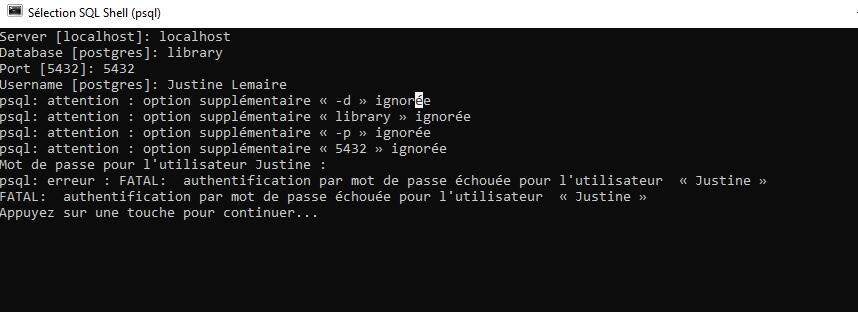 Sélection SQL Shell (psql)
Server [localhost]: localhost
Database [postgres]: library
Port [5432]: 5432
Username [postgres]: Justine Lemaire
psql: attention : option supplémentaire « -d » ignorée
psql: attention : option supplémentaire « library » ignorée
psql: attention : option supplémentaire « -p » ignorée
psql: attention : option supplémentaire « 5432 » ignorée
Mot de passe pour l'utilisateur Justine :
psql: erreur : FATAL:  authentification par mot de passe échouée pour l'utilisateur  « Justine »
FATAL:  authentification par mot de passe échouée pour l'utilisateur  « Justine »
Appuyez sur une touche pour continuer...